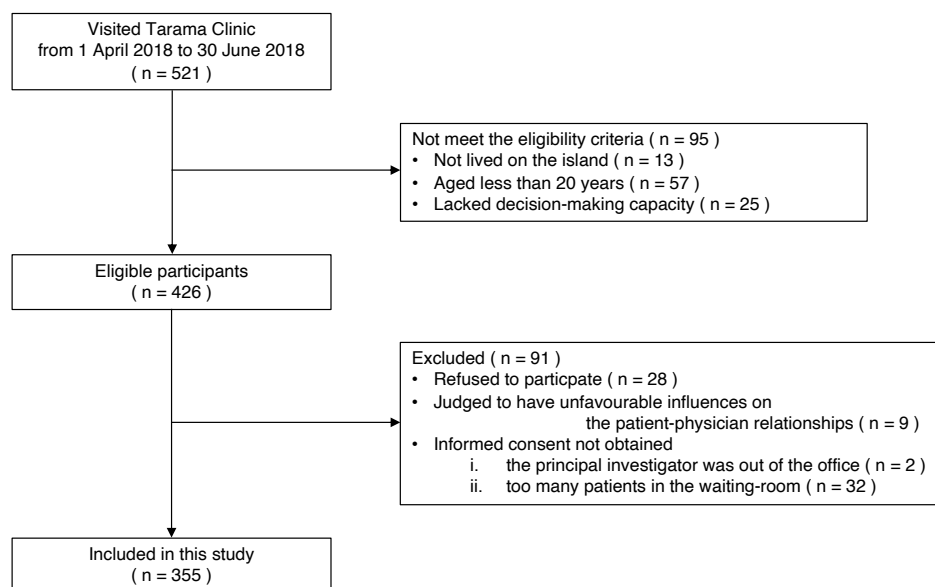 Visited Tarama Clinic
from 1 April 2018 to 30 June 2018
( n = 521 )
Not meet the eligibility criteria ( n = 95 )
• Not lived on the island ( n = 13 )
• Aged less than 20 years ( n = 57 )
• Lacked decision-making capacity ( n = 25 )
Eligible participants
( n = 426 )
Excluded ( n = 91 )
• Refused to particpate ( n = 28 )
• Judged to have unfavourable influences on
the patient-physician relationships ( n = 9 )
• Informed consent not obtained
i. the principal investigator was out of the office ( n = 2 )
ii. too many patients in the waiting-room ( n = 32 )
Included in this study
( n = 355 )